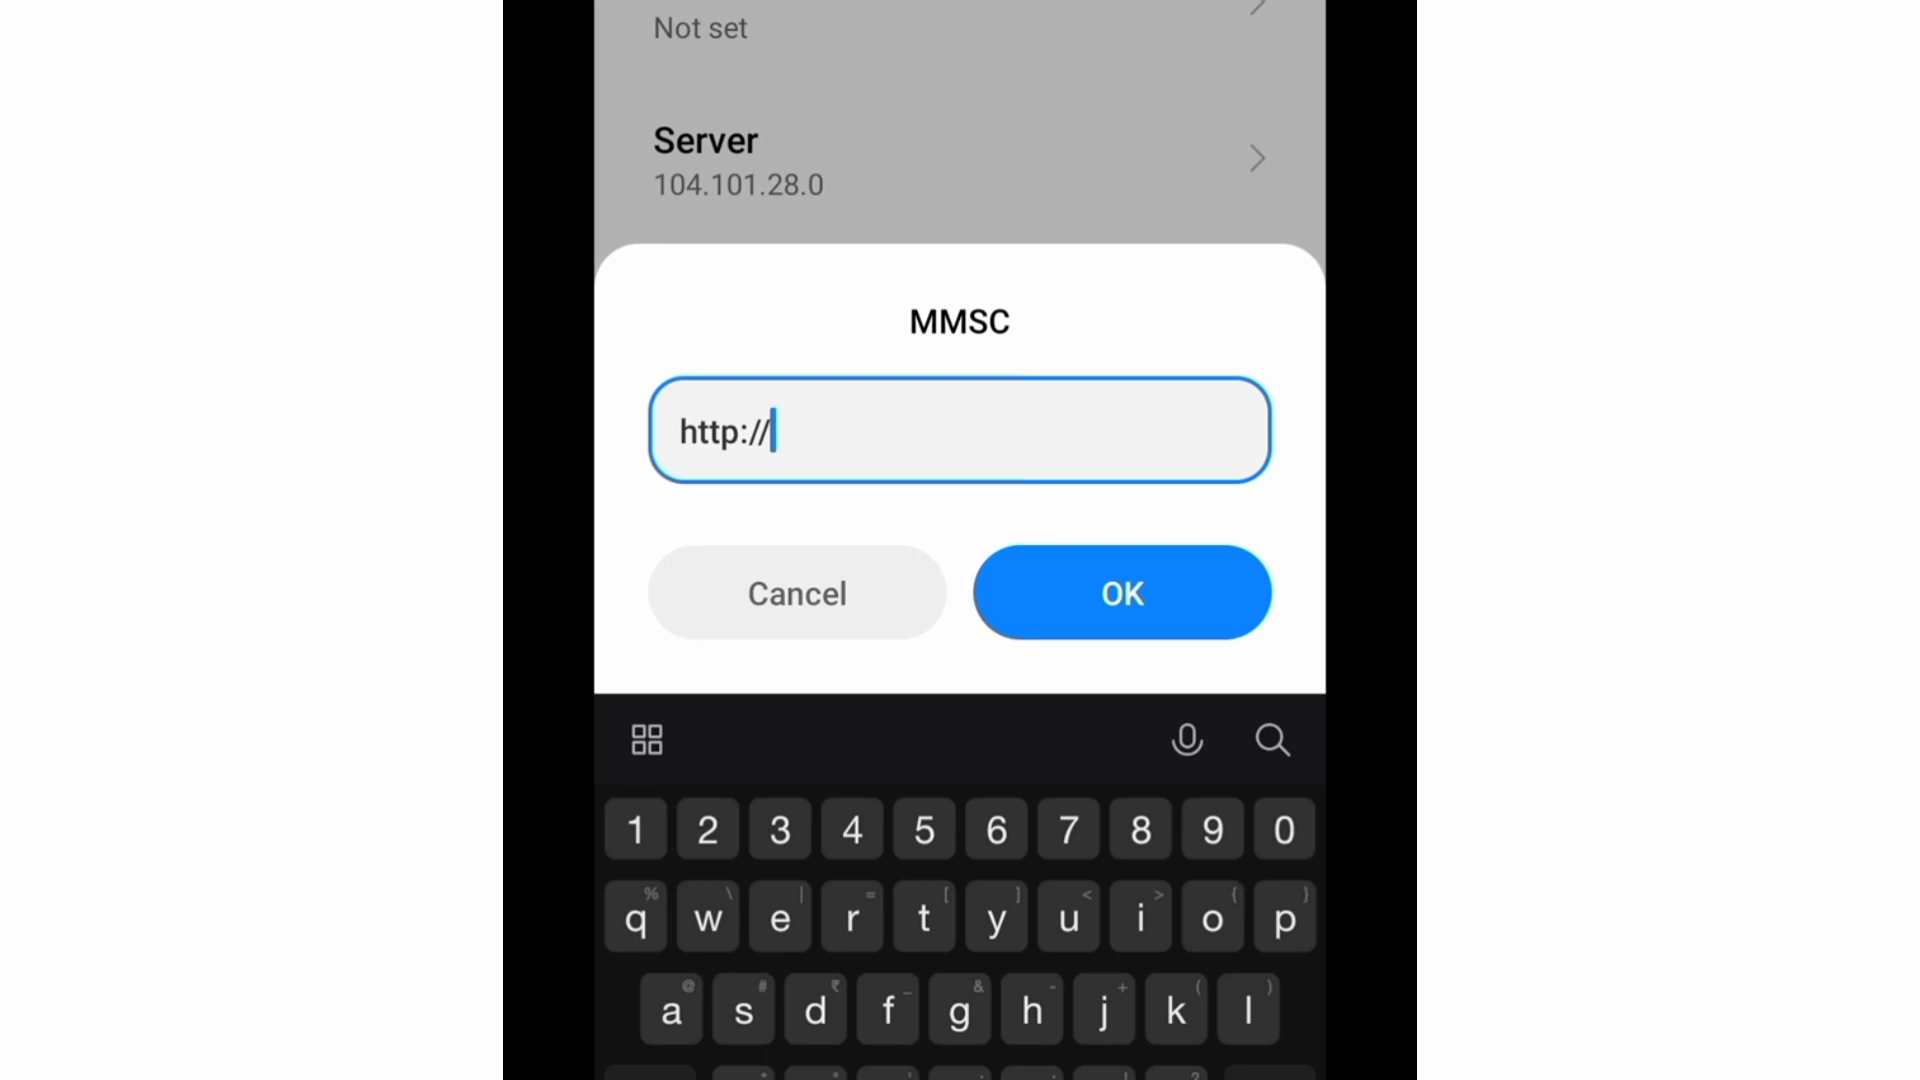 Not set
Server
104.101.28.0
MMSC
http://
Cancel
OK
1 2 3 4 5 6 7 8 9 0
% \ | = [ ] < > { }
q w e r t y u i o p
@ # ₹ _ & - + ( )
a s d f g h j k l